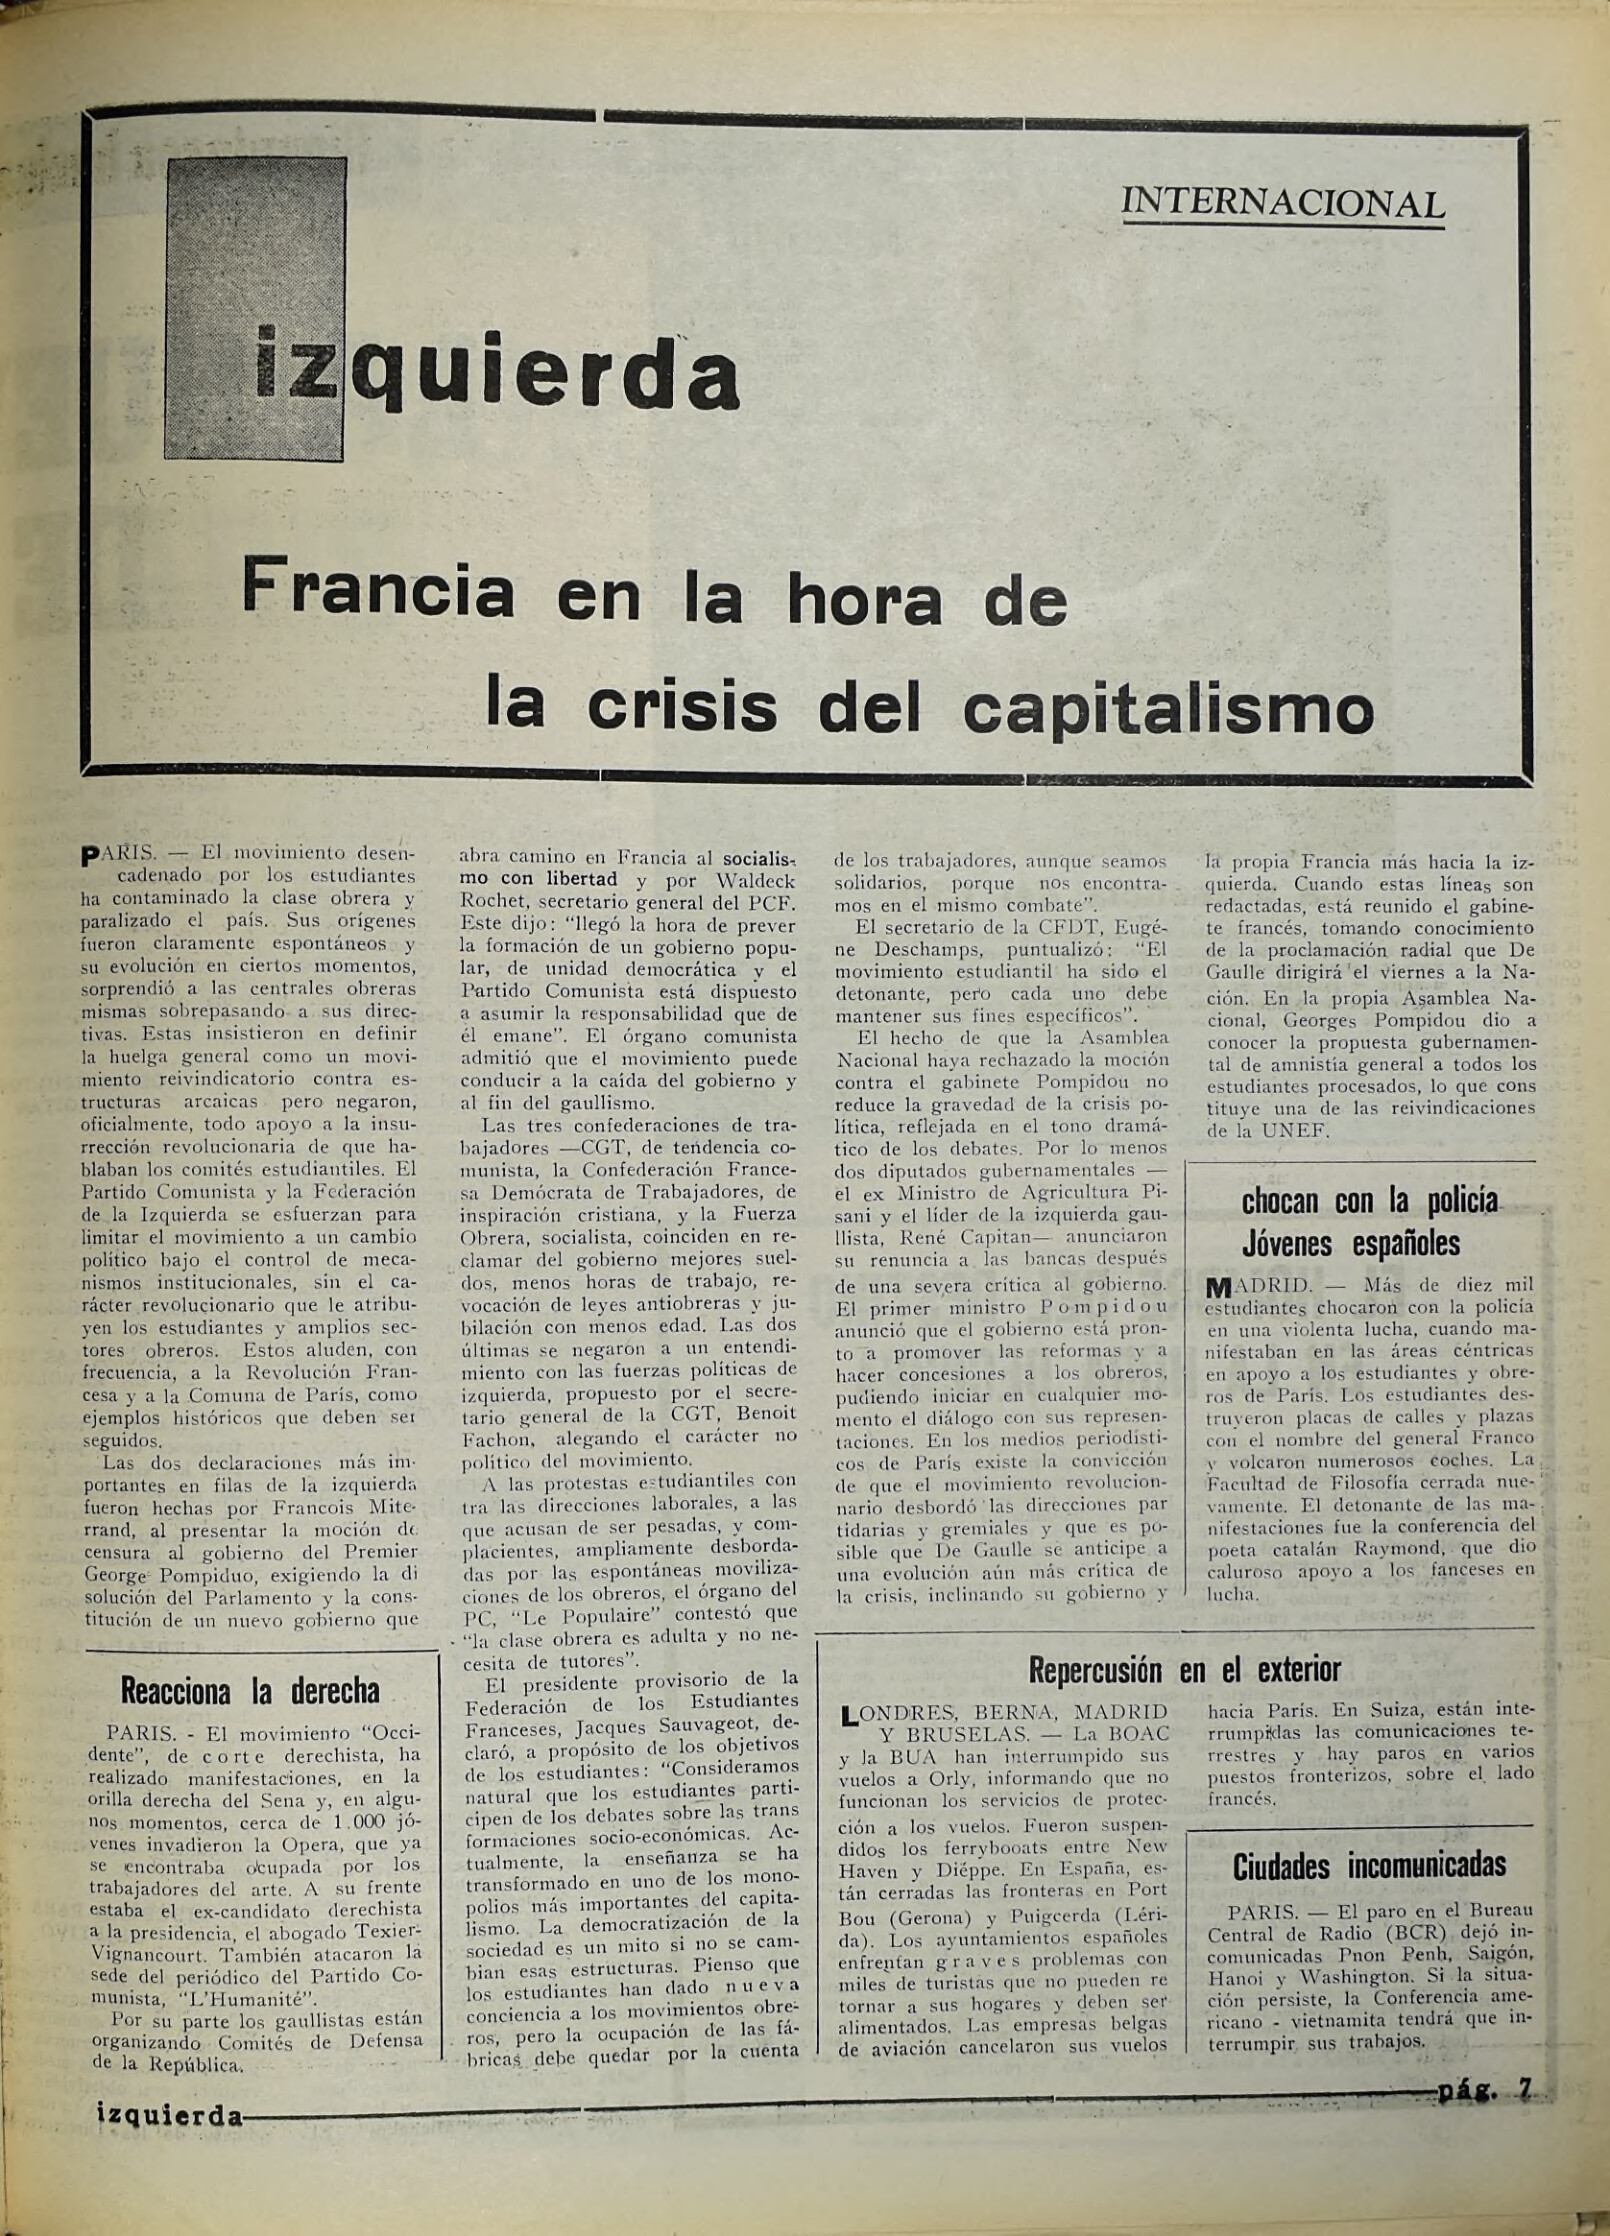 INTERNACIONAL
izquierda
Francia en la hora de
la crisis del capitalismo
PARIS. — El movimiento desen-
cadenado por los estudiantes
ha contaminado la clase obrera y
paralizado el país. Sus orígenes
fueron claramente espontáneos y
su evolución en ciertos momentos,
sorprendió a las centrales obreras
mismas sobrepasando a sus direc-
tivas. Estas insistieron en definir
la huelga general como un movi-
miento reivindicatorio contra es-
tructuras arcaicas pero negaron,
oficialmente, todo apoyo a la insu-
rrección revolucionaria de que ha-
blaban los comités estudiantiles. El
Partido Comunista y la Federación
de la Izquierda se esfuerzan para
limitar el movimiento a un cambio
político bajo el control de meca-
nismos institucionales, sin el ca-
rácter revolucionario que le atribu-
yen los estudiantes y amplios sec-
tores obreros. Estos aluden, con
frecuencia, a la Revolución Fran-
cesa y a la Comuna de París, como
ejemplos históricos que deben ser
seguidos.
Las dos declaraciones más im-
portantes en filas de la izquierda
fueron hechas por Francois Mite-
rrand, al presentar la moción de
censura al gobierno del Premier
George Pompiduo, exigiendo la di
solución del Parlamento y la cons-
titución de un nuevo gobierno que
abra camino en Francia al socialis-
mo con libertad y por Waldeck
Rochet, secretario general del PCF.
Este dijo: "llegó la hora de prever
la formación de un gobierno popu-
lar, de unidad democrática y el
Partido Comunista está dispuesto
a asumir la responsabilidad que de
él emane". El órgano comunista
admitió que el movimiento puede
conducir a la caída del gobierno y
al fin del gaullismo.
Las tres confederaciones de tra-
bajadores —CGT, de tendencia co-
munista, la Confederación France-
sa Demócrata de Trabajadores, de
inspiración cristiana, y la Fuerza
Obrera, socialista, coinciden en re-
clamar del gobierno mejores suel-
dos, menos horas de trabajo, re-
vocación de leyes antiobreras y ju-
bilación con menos edad. Las dos
últimas se negaron a un entendi-
miento con las fuerzas políticas de
izquierda, propuesto por el secre-
tario general de la CGT, Benoit
Fachon, alegando el carácter no
político del movimiento.
A las protestas estudiantiles con
tra las direcciones laborales, a las
que acusan de ser pesadas, y com-
placientes, ampliamente desborda-
das por las espontáneas moviliza-
ciones de los obreros, el órgano del
PC, "Le Populaire" contestó que
"la clase obrera es adulta y no ne-
cesita de tutores".
El presidente provisorio de la
Federación de los Estudiantes
Franceses, Jacques Sauvageot, de-
claró, a propósito de los objetivos
de los estudiantes: "Consideramos
natural que los estudiantes parti-
cipen de los debates sobre las trans
formaciones socio-económicas. Ac-
tualmente, la enseñanza se ha
transformado en uno de los mono-
polios más importantes del capita-
lismo. La democratización de la
sociedad es un mito si no se cam-
bian esas estructuras. Pienso que
los estudiantes han dado nueva
conciencia a los movimientos obre-
ros, pero la ocupación de las fá-
bricas debe quedar por la cuenta
de los trabajadores, aunque seamos
solidarios, porque nos encontra-
mos en el mismo combate".
El secretario de la CFDT, Eugé-
ne Deschamps, puntualizó: "El
movimiento estudiantil ha sido el
detonante, pero cada uno debe
mantener sus fines específicos".
El hecho de que la Asamblea
Nacional haya rechazado la moción
contra el gabinete Pompidou no
reduce la gravedad de la crisis po-
lítica, reflejada en el tono dramá-
tico de los debates. Por lo menos
dos diputados gubernamentales —
el ex Ministro de Agricultura Pi-
sani y el líder de la izquierda gau-
llista, René Capitan— anunciaron
su renuncia a las bancas después
de una severa crítica al gobierno.
El primer ministro Pompidou
anunció que el gobierno está pron-
to a promover las reformas y a
hacer concesiones a los obreros,
pudiendo iniciar en cualquier mo-
mento el diálogo con sus represen-
taciones. En los medios periodísti-
cos de París existe la convicción
de que el movimiento revolucion-
nario desbordó las direcciones par
tidarias y gremiales y que es po-
sible que De Gaulle se anticipe a
una evolución aún más crítica de
la crisis, inclinando su gobierno y
la propia Francia más hacia la iz-
quierda. Cuando estas líneas son
redactadas, está reunido el gabine-
te francés, tomando conocimiento
de la proclamación radial que De
Gaulle dirigirá el viernes a la Na-
ción. En la propia Asamblea Na-
cional, Georges Pompidou dio a
conocer la propuesta gubernamen-
tal de amnistía general a todos los
estudiantes procesados, lo que cons
tituye una de las reivindicaciones
de la UNEF.
chocan con la policía
Jóvenes españoles
MADRID. — Más de diez mil
estudiantes chocaron con la policía
en una violenta lucha, cuando ma-
nifestaban en las áreas céntricas
en apoyo a los estudiantes y obre-
ros de París. Los estudiantes des-
truyeron placas de calles y plazas
con el nombre del general Franco
y volcaron numerosos coches. La
Facultad de Filosofía cerrada nue-
vamente. El detonante de las ma-
nifestaciones fue la conferencia del
poeta catalán Raymond, que dio
caluroso apoyo a los fanceses en
lucha.
Reacciona la derecha
PARIS. - El movimiento "Occi-
dente", de corte derechista, ha
realizado manifestaciones, en la
orilla derecha del Sena y, en algu-
nos momentos, cerca de 1.000 jó-
venes invadieron la Opera, que ya
se encontraba ocupada por los
trabajadores del arte. A su frente
estaba el ex-candidato derechista
a la presidencia, el abogado Texier-
Vignancourt. También atacaron la
sede del periódico del Partido Co-
munista, "L'Humanité".
Por su parte los gaullistas están
organizando Comités de Defensa
de la República.
Repercusión en el exterior
LONDRES, BERNA, MADRID
Y BRUSELAS. — La BOAC
y la BUA han interrumpido sus
vuelos a Orly, informando que no
funcionan los servicios de protec-
ción a los vuelos. Fueron suspen-
didos los ferrybooats entre New
Haven y Diéppe. En España, es-
tán cerradas las fronteras en Port
Bou (Gerona) y Puigcerda (Léri-
da). Los ayuntamientos españoles
enfrentan graves problemas con
miles de turistas que no pueden re
tornar a sus hogares y deben ser
alimentados. Las empresas belgas
de aviación cancelaron sus vuelos
hacia París. En Suiza, están inte-
rrumpidas las comunicaciones te-
rrestres y hay paros en varios
puestos fronterizos, sobre el lado
francés.
Ciudades incomunicadas
PARIS. — El paro en el Bureau
Central de Radio (BCR) dejó in-
comunicadas Pnon Penh, Saigón,
Hanoi y Washington. Si la situa-
ción persiste, la Conferencia ame-
ricano - vietnamita tendrá que in-
terrumpir sus trabajos.
izquierda
pág. 7